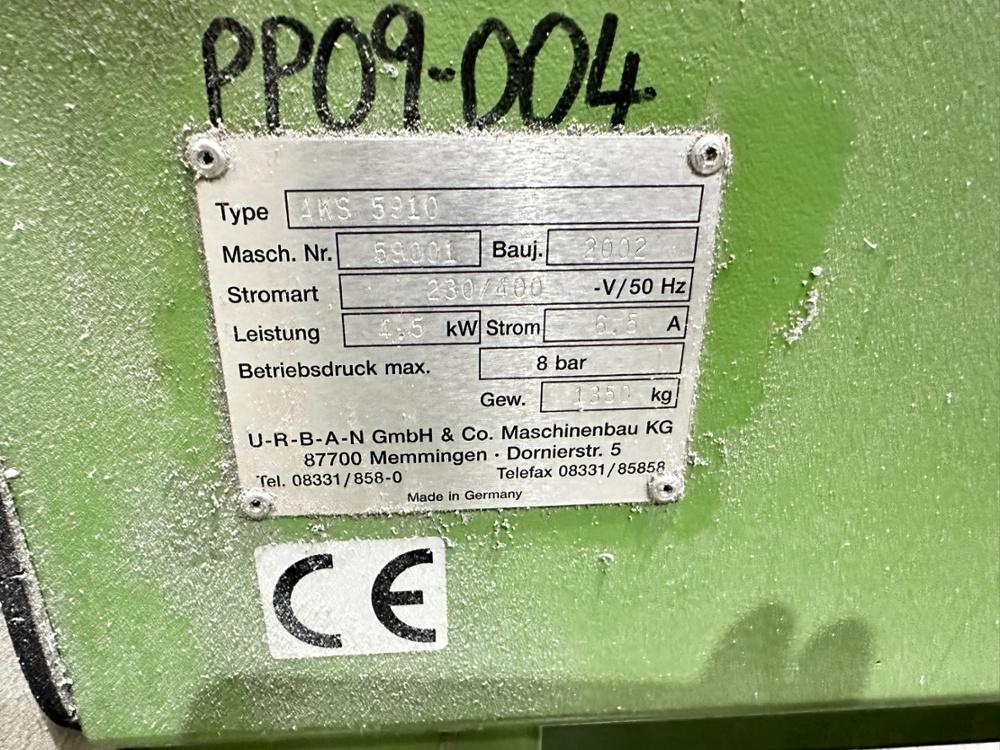 PP09-004
Type AKS 5910
Masch. Nr. 59001 Bauj. 2002
Stromart 230/400 -V/50 Hz
Leistung 4.5 kW Strom 6.5 A
Betriebsdruck max. 8 bar
Gew. 1350 kg
U-R-B-A-N GmbH & Co. Maschinenbau KG
87700 Memmingen · Dornierstr. 5
Tel. 08331/858-0 Telefax 08331/85858
Made in Germany
CE